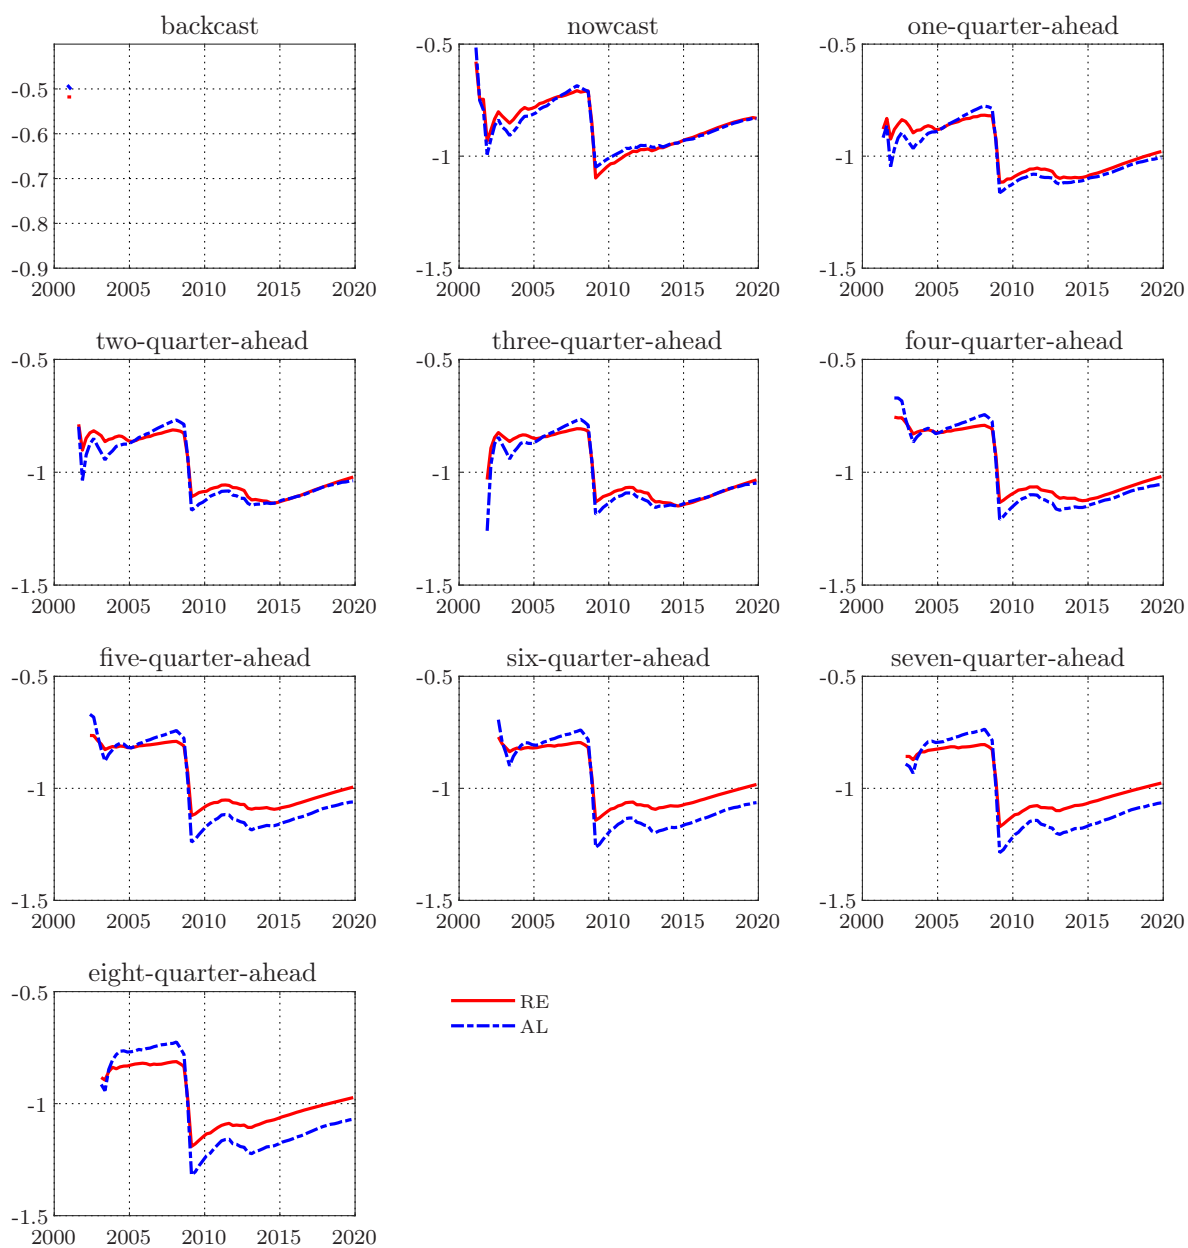 backcast
nowcast
one-quarter-ahead
-0.5
-0.6
-0.7
-0.8
-0.9
2000 2005 2010 2015 2020
-0.5
-1
-1.5
2000 2005 2010 2015 2020
-0.5
-1
-1.5
2000 2005 2010 2015 2020
two-quarter-ahead
three-quarter-ahead
four-quarter-ahead
-0.5
-1
-1.5
2000 2005 2010 2015 2020
-0.5
-1
-1.5
2000 2005 2010 2015 2020
-0.5
-1
-1.5
2000 2005 2010 2015 2020
five-quarter-ahead
six-quarter-ahead
seven-quarter-ahead
-0.5
-1
-1.5
2000 2005 2010 2015 2020
-0.5
-1
-1.5
2000 2005 2010 2015 2020
-0.5
-1
-1.5
2000 2005 2010 2015 2020
eight-quarter-ahead
-0.5
-1
-1.5
2000 2005 2010 2015 2020
RE
AL